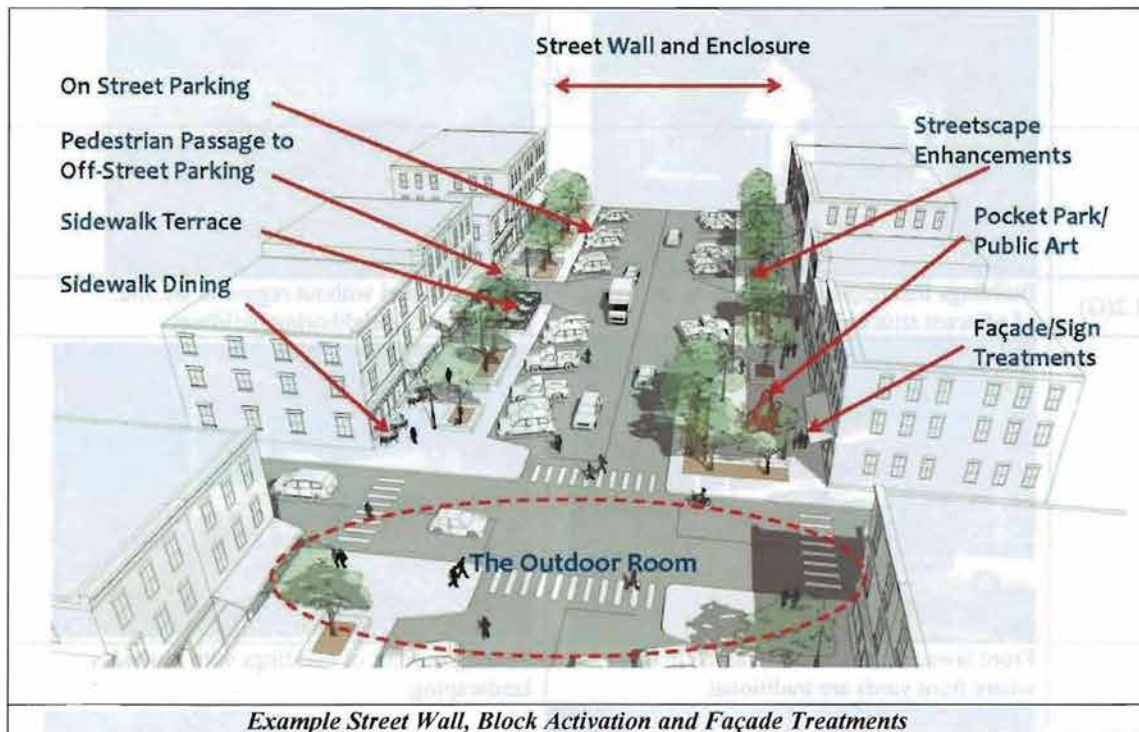 Street Wall and Enclosure
On Street Parking
Pedestrian Passage to
Off-Street Parking
Sidewalk Terrace
Sidewalk Dining
Streetscape
Enhancements
Pocket Park/
Public Art
Façade/Sign
Treatments
The Outdoor Room
Example Street Wall, Block Activation and Façade Treatments